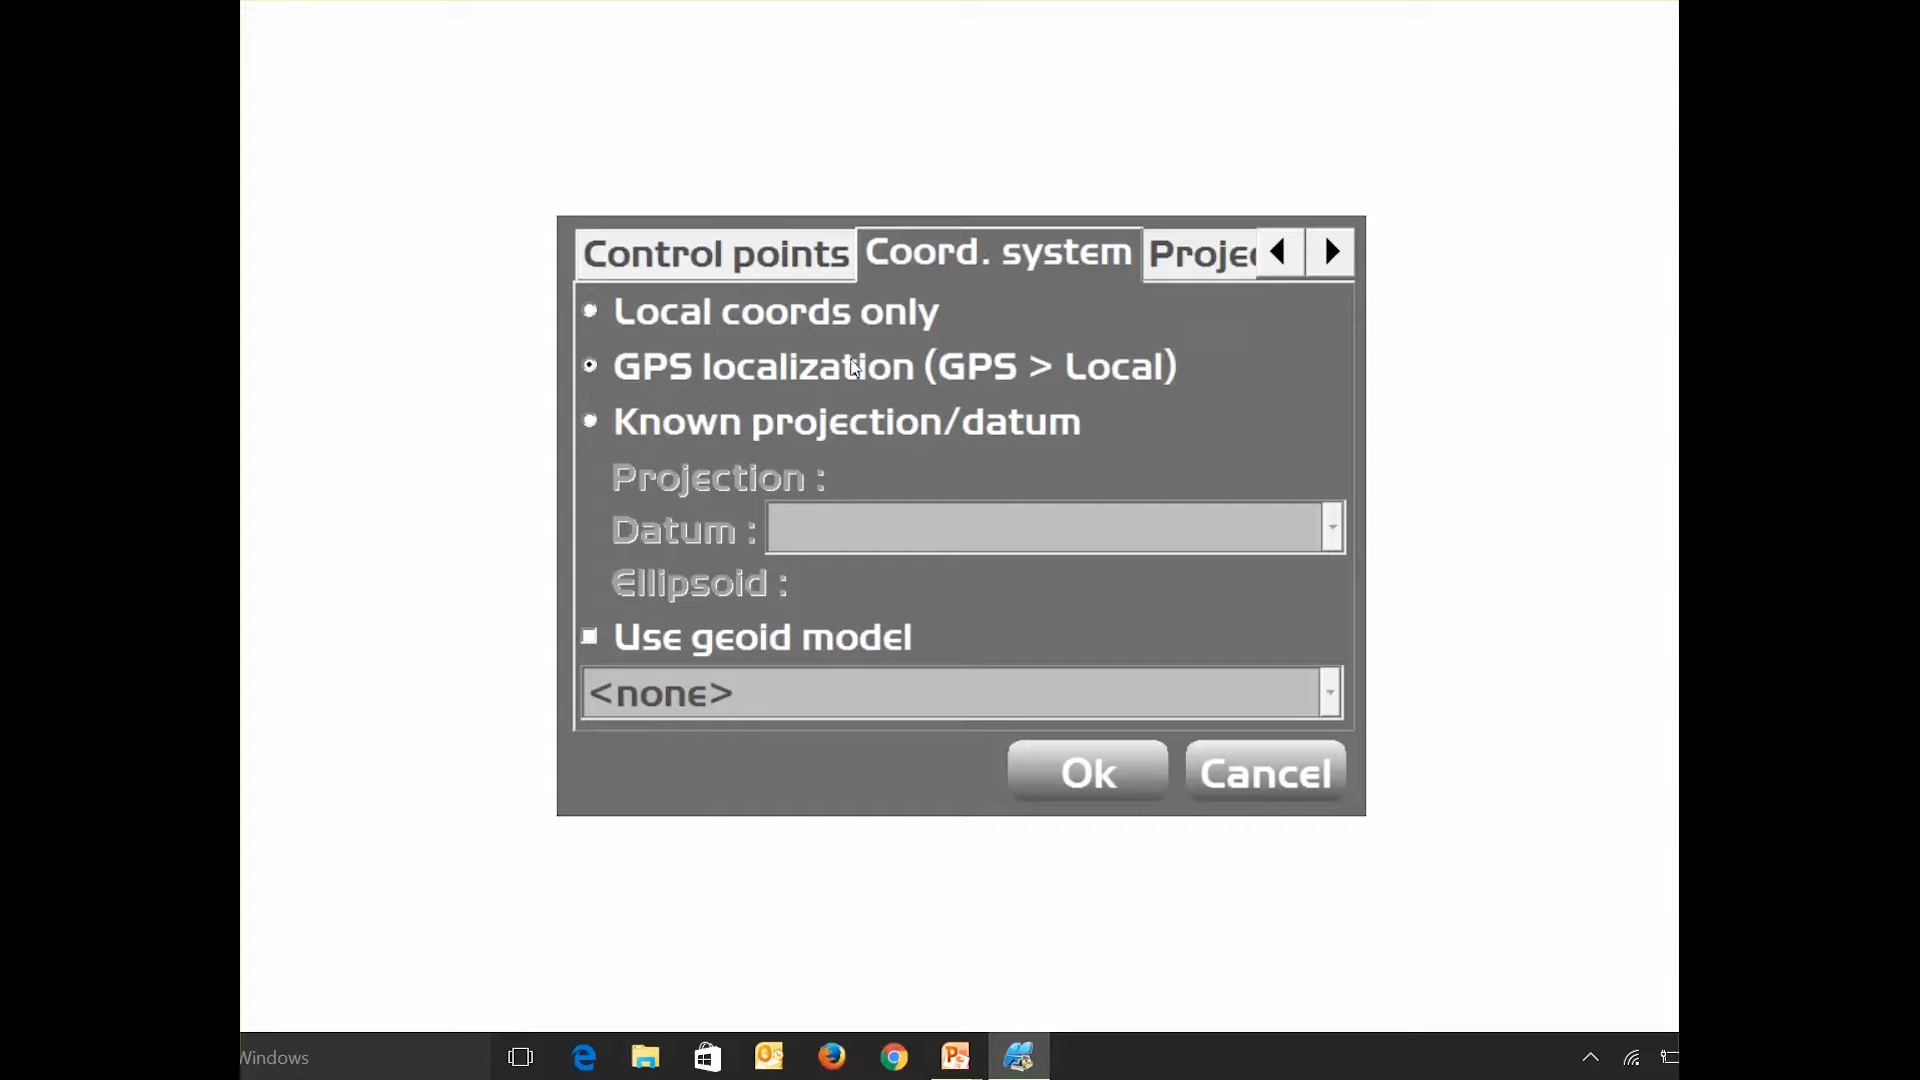 Control points
Coord. system
Local coords only
GPS localization (GPS > Local)
Known projection/datum
Projection :
Datum :
Ellipsoid :
Use geoid model
<none>
Ok
Cancel
Windows